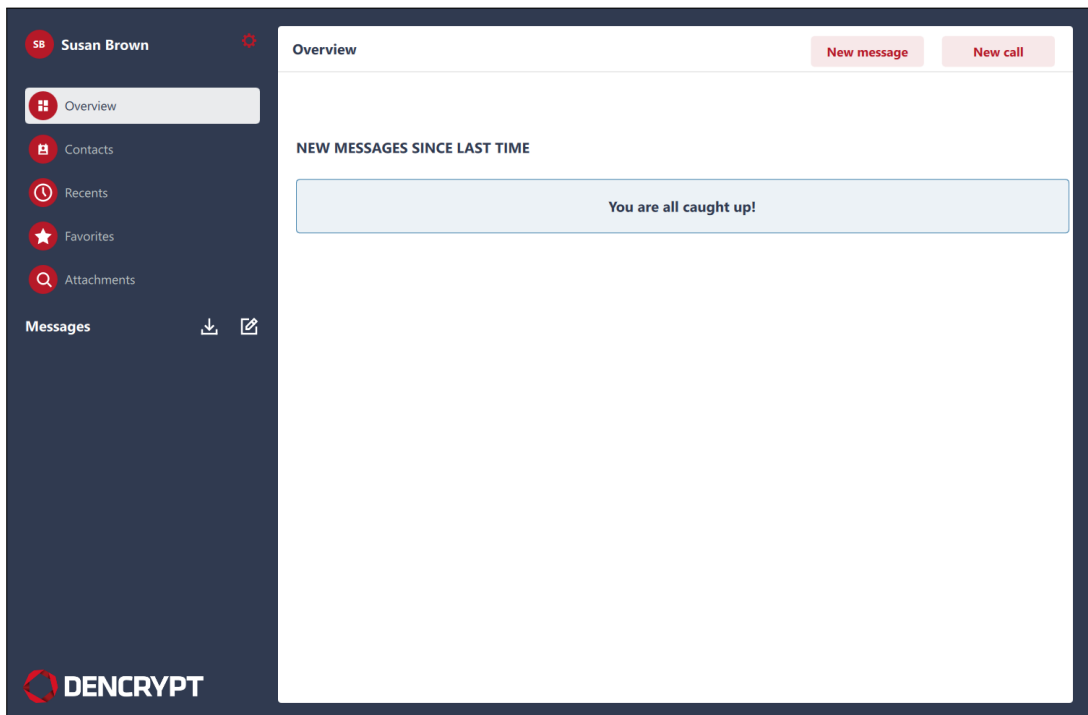 SB Susan Brown
Overview
New message
New call
Overview
Contacts
Recents
Favorites
Attachments
Messages
NEW MESSAGES SINCE LAST TIME
You are all caught up!
DENCRYPT